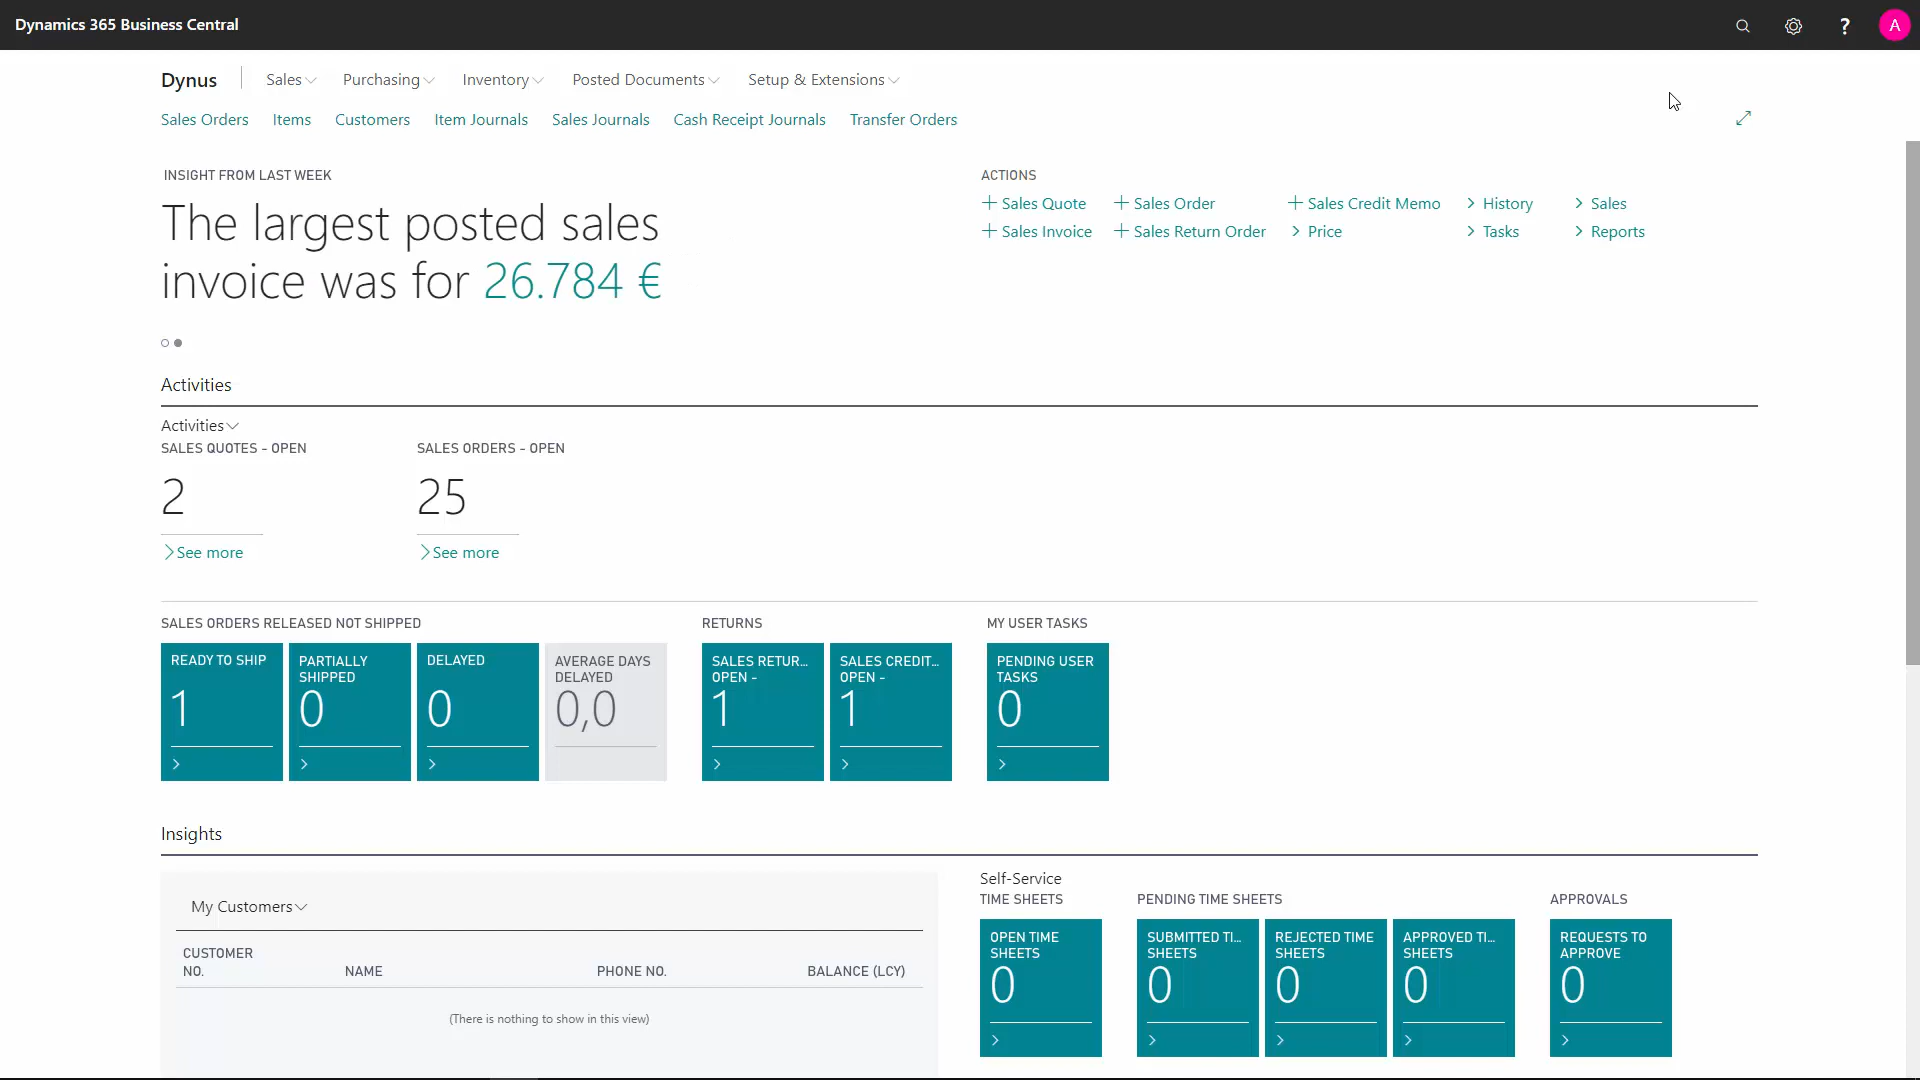 Dynamics 365 Business Central
?
A
Dynus
Sales
Purchasing
Inventory
Posted Documents
Setup & Extensions
Sales Orders
Items
Customers
Item Journals
Sales Journals
Cash Receipt Journals
Transfer Orders
INSIGHT FROM LAST WEEK
The largest posted sales
invoice was for 26.784 €
ACTIONS
+ Sales Quote
+ Sales Order
+ Sales Credit Memo
> History
> Sales
+ Sales Invoice
+ Sales Return Order
> Price
> Tasks
> Reports
Activities
Activities
SALES QUOTES - OPEN
SALES ORDERS - OPEN
2
25
>See more
>See more
SALES ORDERS RELEASED NOT SHIPPED
RETURNS
MY USER TASKS
READY TO SHIP
1
PARTIALLY
SHIPPED
0
DELAYED
0
AVERAGE DAYS
DELAYED
0,0
SALES RETUR...
OPEN -
1
SALES CREDIT...
OPEN -
1
PENDING USER
TASKS
0
Insights
My Customers
CUSTOMER
NO.
NAME
PHONE NO.
BALANCE (LCY)
(There is nothing to show in this view)
Self-Service
TIME SHEETS
PENDING TIME SHEETS
APPROVALS
OPEN TIME
SHEETS
0
SUBMITTED TI...
SHEETS
0
REJECTED TIME
SHEETS
0
APPROVED TI...
SHEETS
0
REQUESTS TO
APPROVE
0